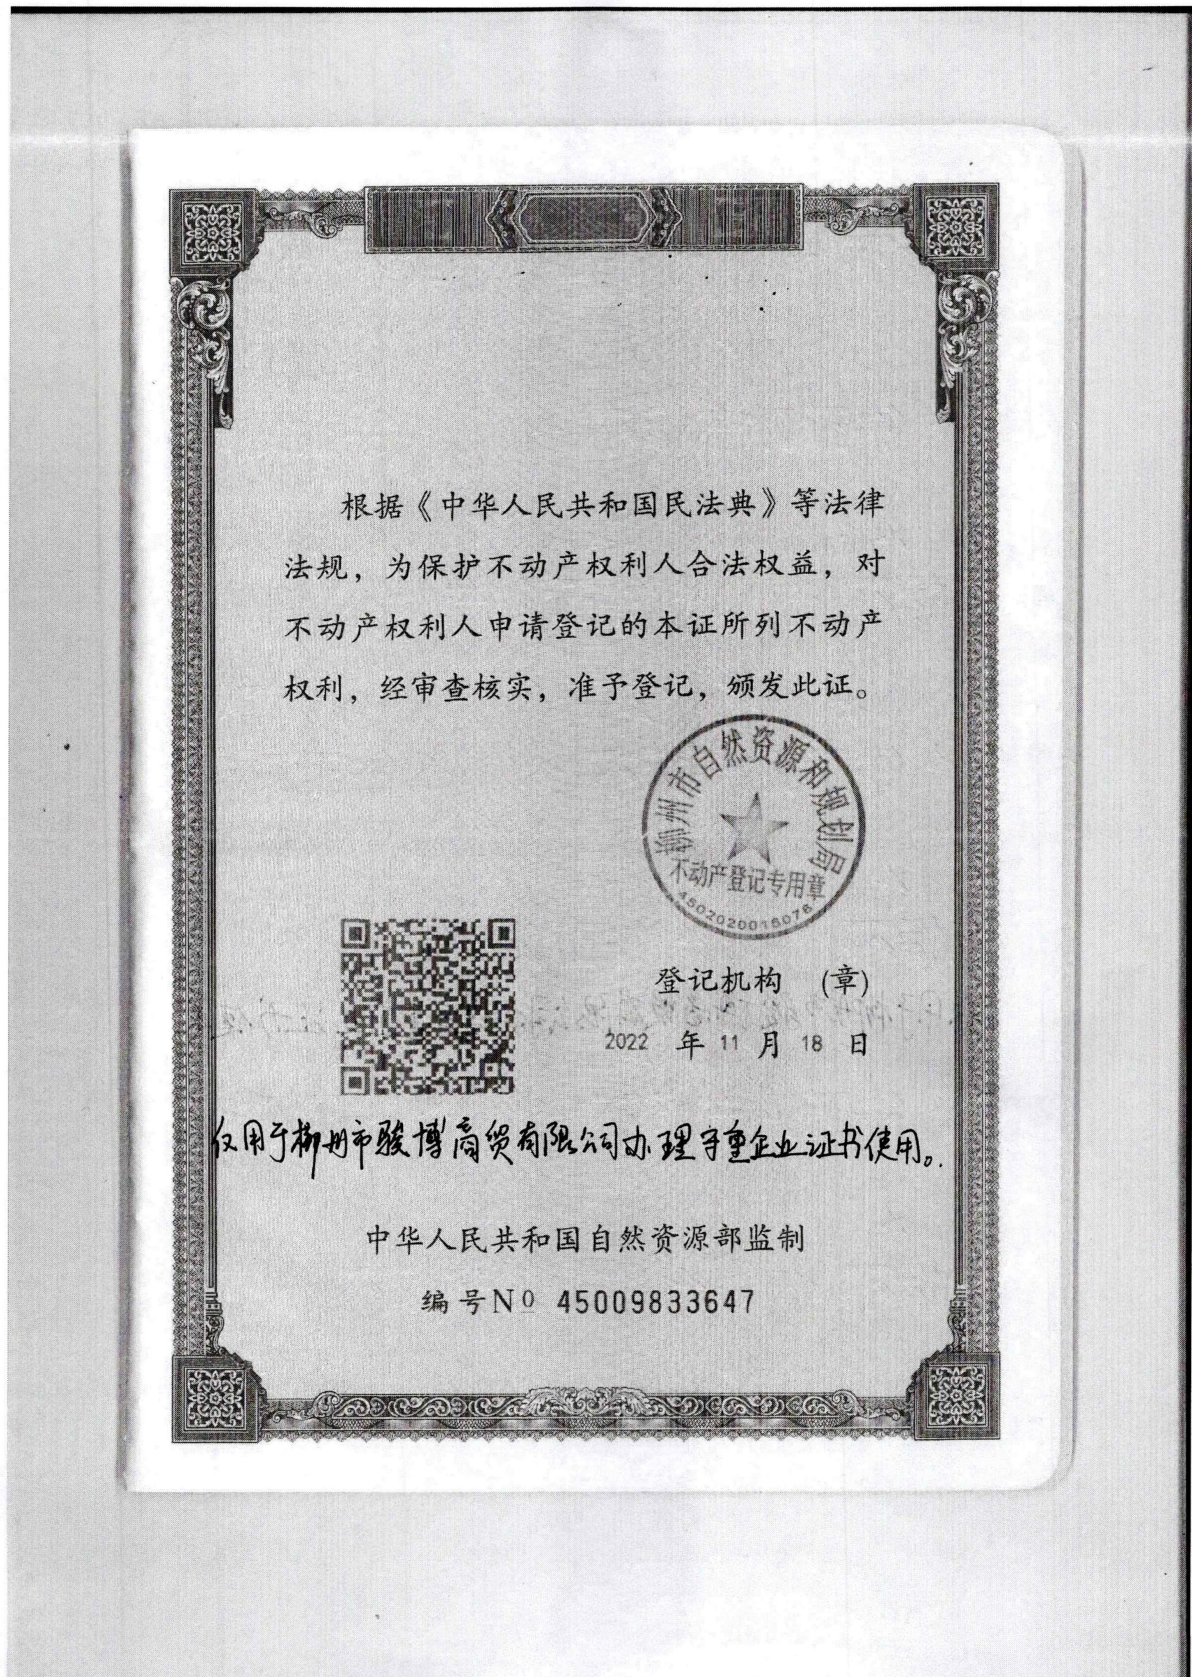 根据《中华人民共和国民法典》等法律
法规，为保护不动产权利人合法权益，对
不动产权利人申请登记的本证所列不动产
权利，经审查核实，准予登记，颁发此证。
柳州市自然资源和规划局
不动产登记专用章
4502020015076
登记机构 (章)
2022 年 11 月 18 日
仅用于柳州市骏博商贸有限公司办理守重企业证书使用。
中华人民共和国自然资源部监制
编号No 45009833647